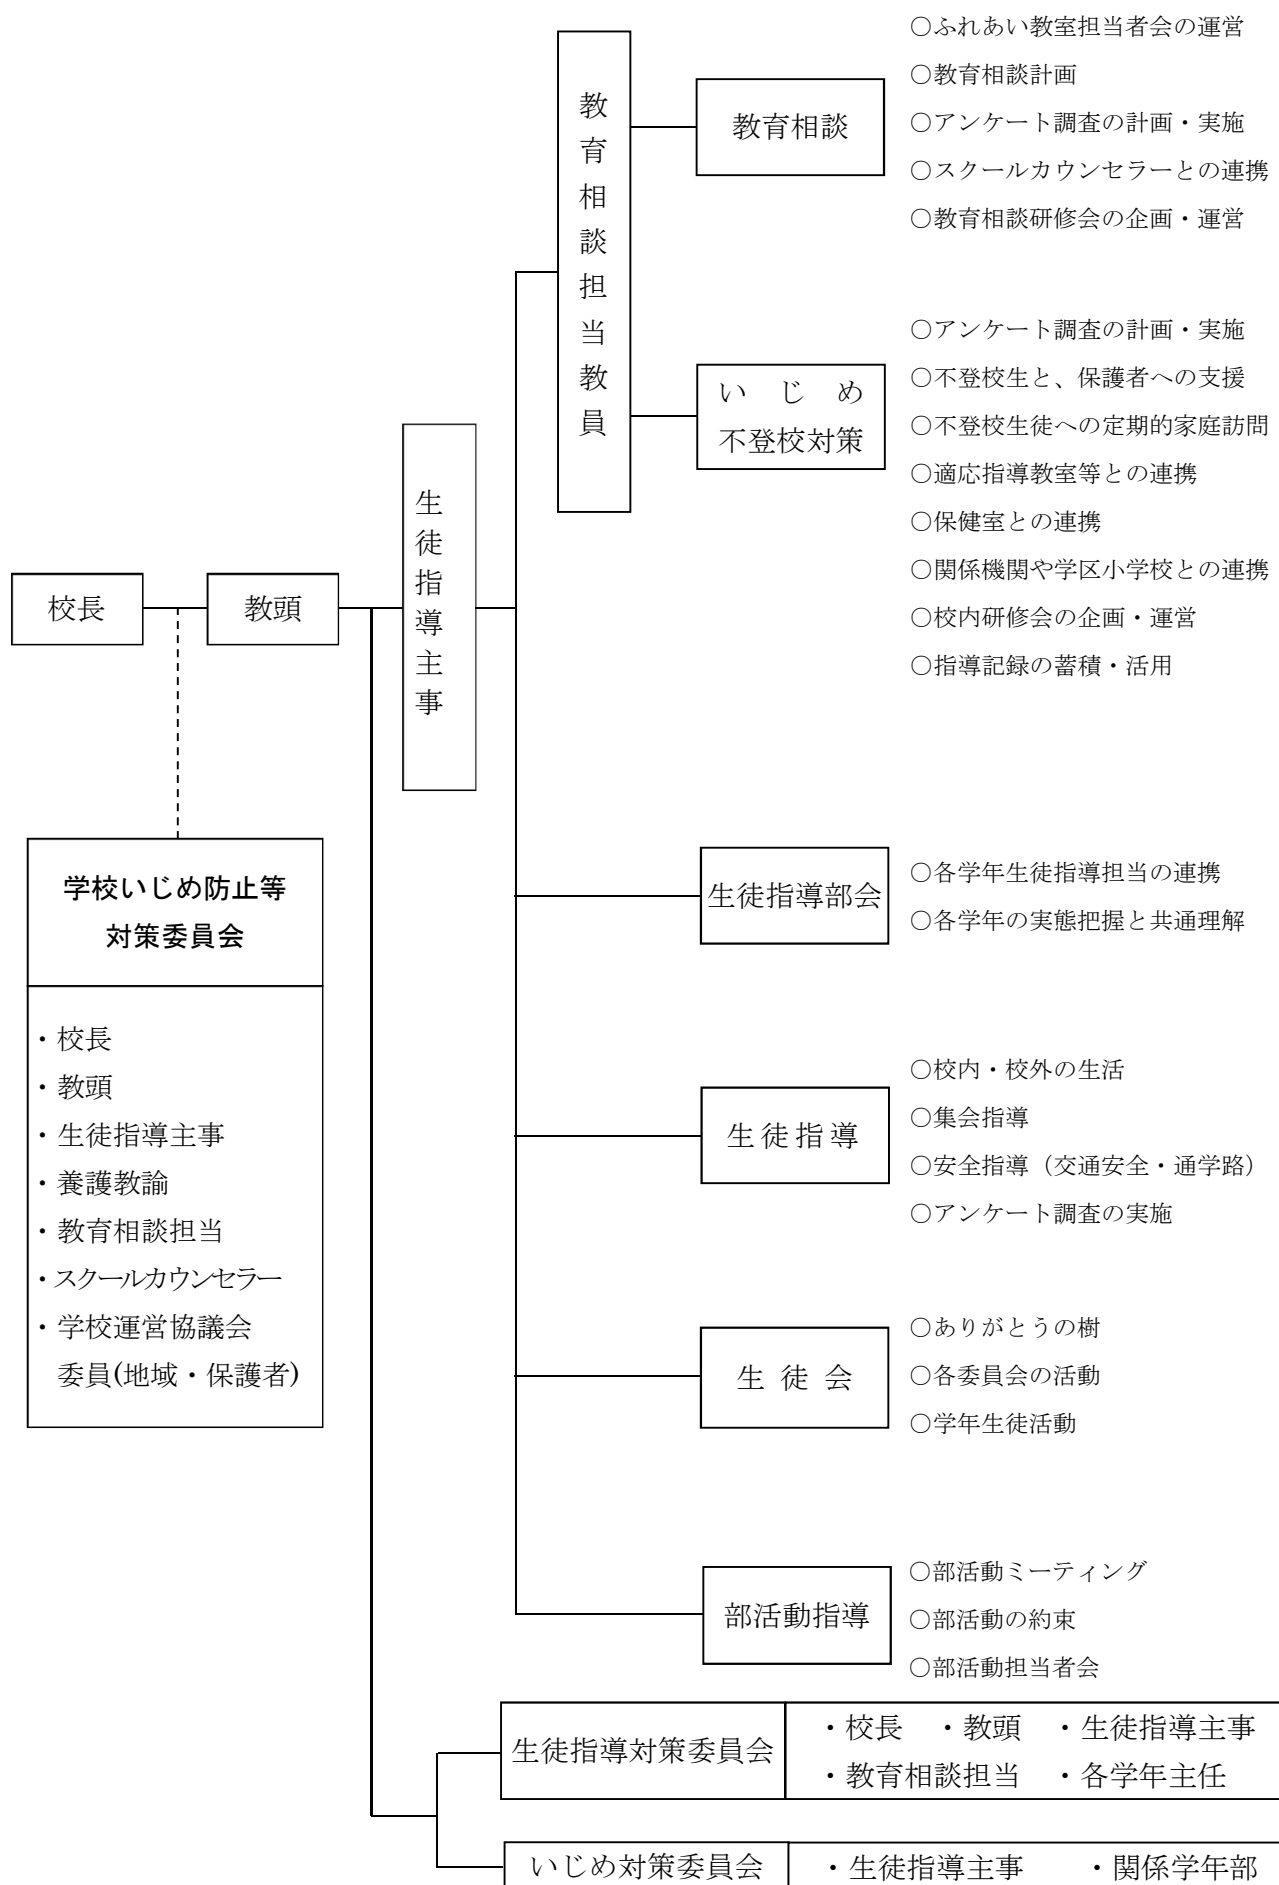 ○ふれあい教室担当者会の運営
○教育相談計画
○アンケート調査の計画・実施
○スクールカウンセラーとの連携
○教育相談研修会の企画・運営
教育相談担当教員
教育相談
○アンケート調査の計画・実施
○不登校生と、保護者への支援
○不登校生徒への定期的家庭訪問
○適応指導教室等との連携
○保健室との連携
○関係機関や学区小学校との連携
○校内研修会の企画・運営
○指導記録の蓄積・活用
いじめ
不登校対策
生徒指導主事
校長
教頭
学校いじめ防止等
対策委員会
・校長
・教頭
・生徒指導主事
・養護教諭
・教育相談担当
・スクールカウンセラー
・学校運営協議会
委員(地域・保護者)
生徒指導部会
○各学年生徒指導担当の連携
○各学年の実態把握と共通理解
生徒指導
○校内・校外の生活
○集会指導
○安全指導（交通安全・通学路）
○アンケート調査の実施
生徒会
○ありがとうの樹
○各委員会の活動
○学年生徒活動
部活動指導
○部活動ミーティング
○部活動の約束
○部活動担当者会
生徒指導対策委員会
・校長 ・教頭 ・生徒指導主事
・教育相談担当 ・各学年主任
いじめ対策委員会
・生徒指導主事 ・関係学年部